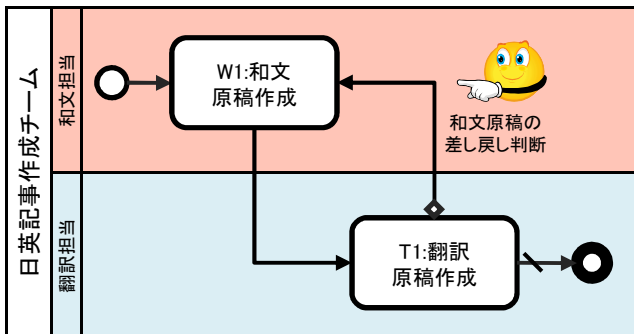 日英記事作成チーム
和文担当
W1:和文
原稿作成
和文原稿の
差し戻し判断
翻訳担当
T1:翻訳
原稿作成